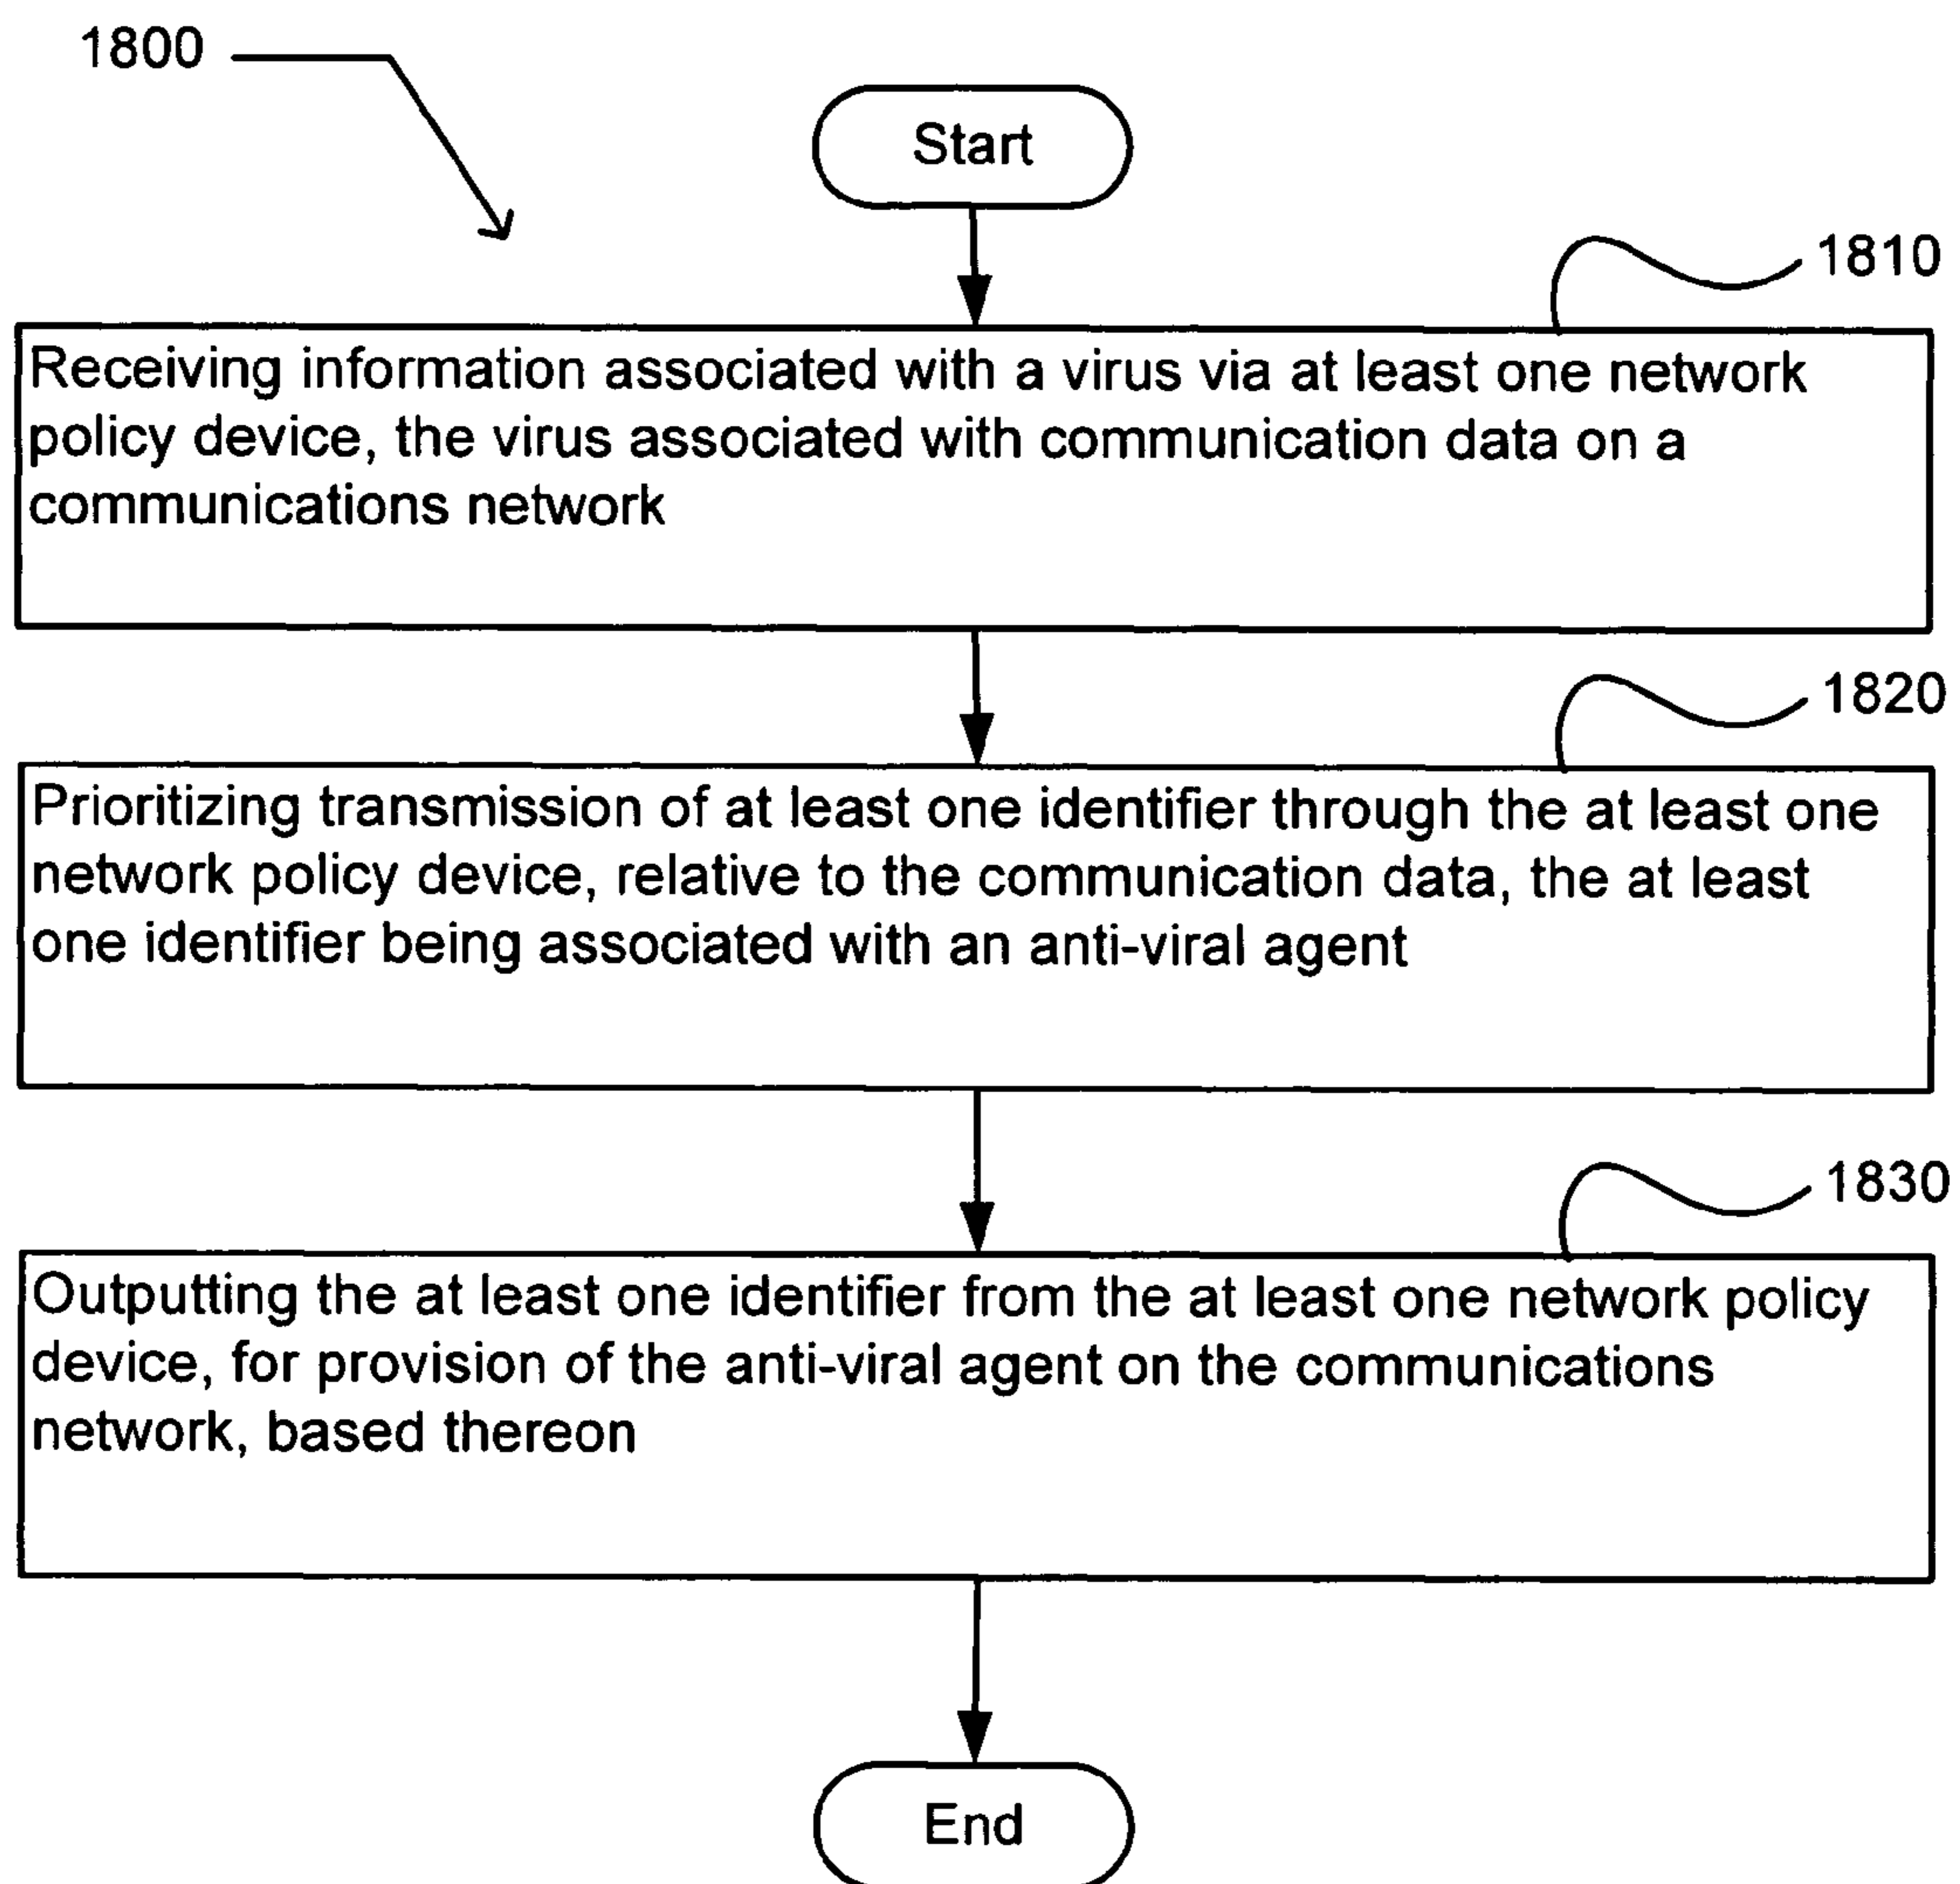 1800
Start
1810
Receiving information associated with a virus via at least one network
policy device, the virus associated with communication data on a
communications network
1820
Prioritizing transmission of at least one identifier through the at least one
network policy device, relative to the communication data, the at least
one identifier being associated with an anti-viral agent
1830
Outputting the at least one identifier from the at least one network policy
device, for provision of the anti-viral agent on the communications
network, based thereon
End